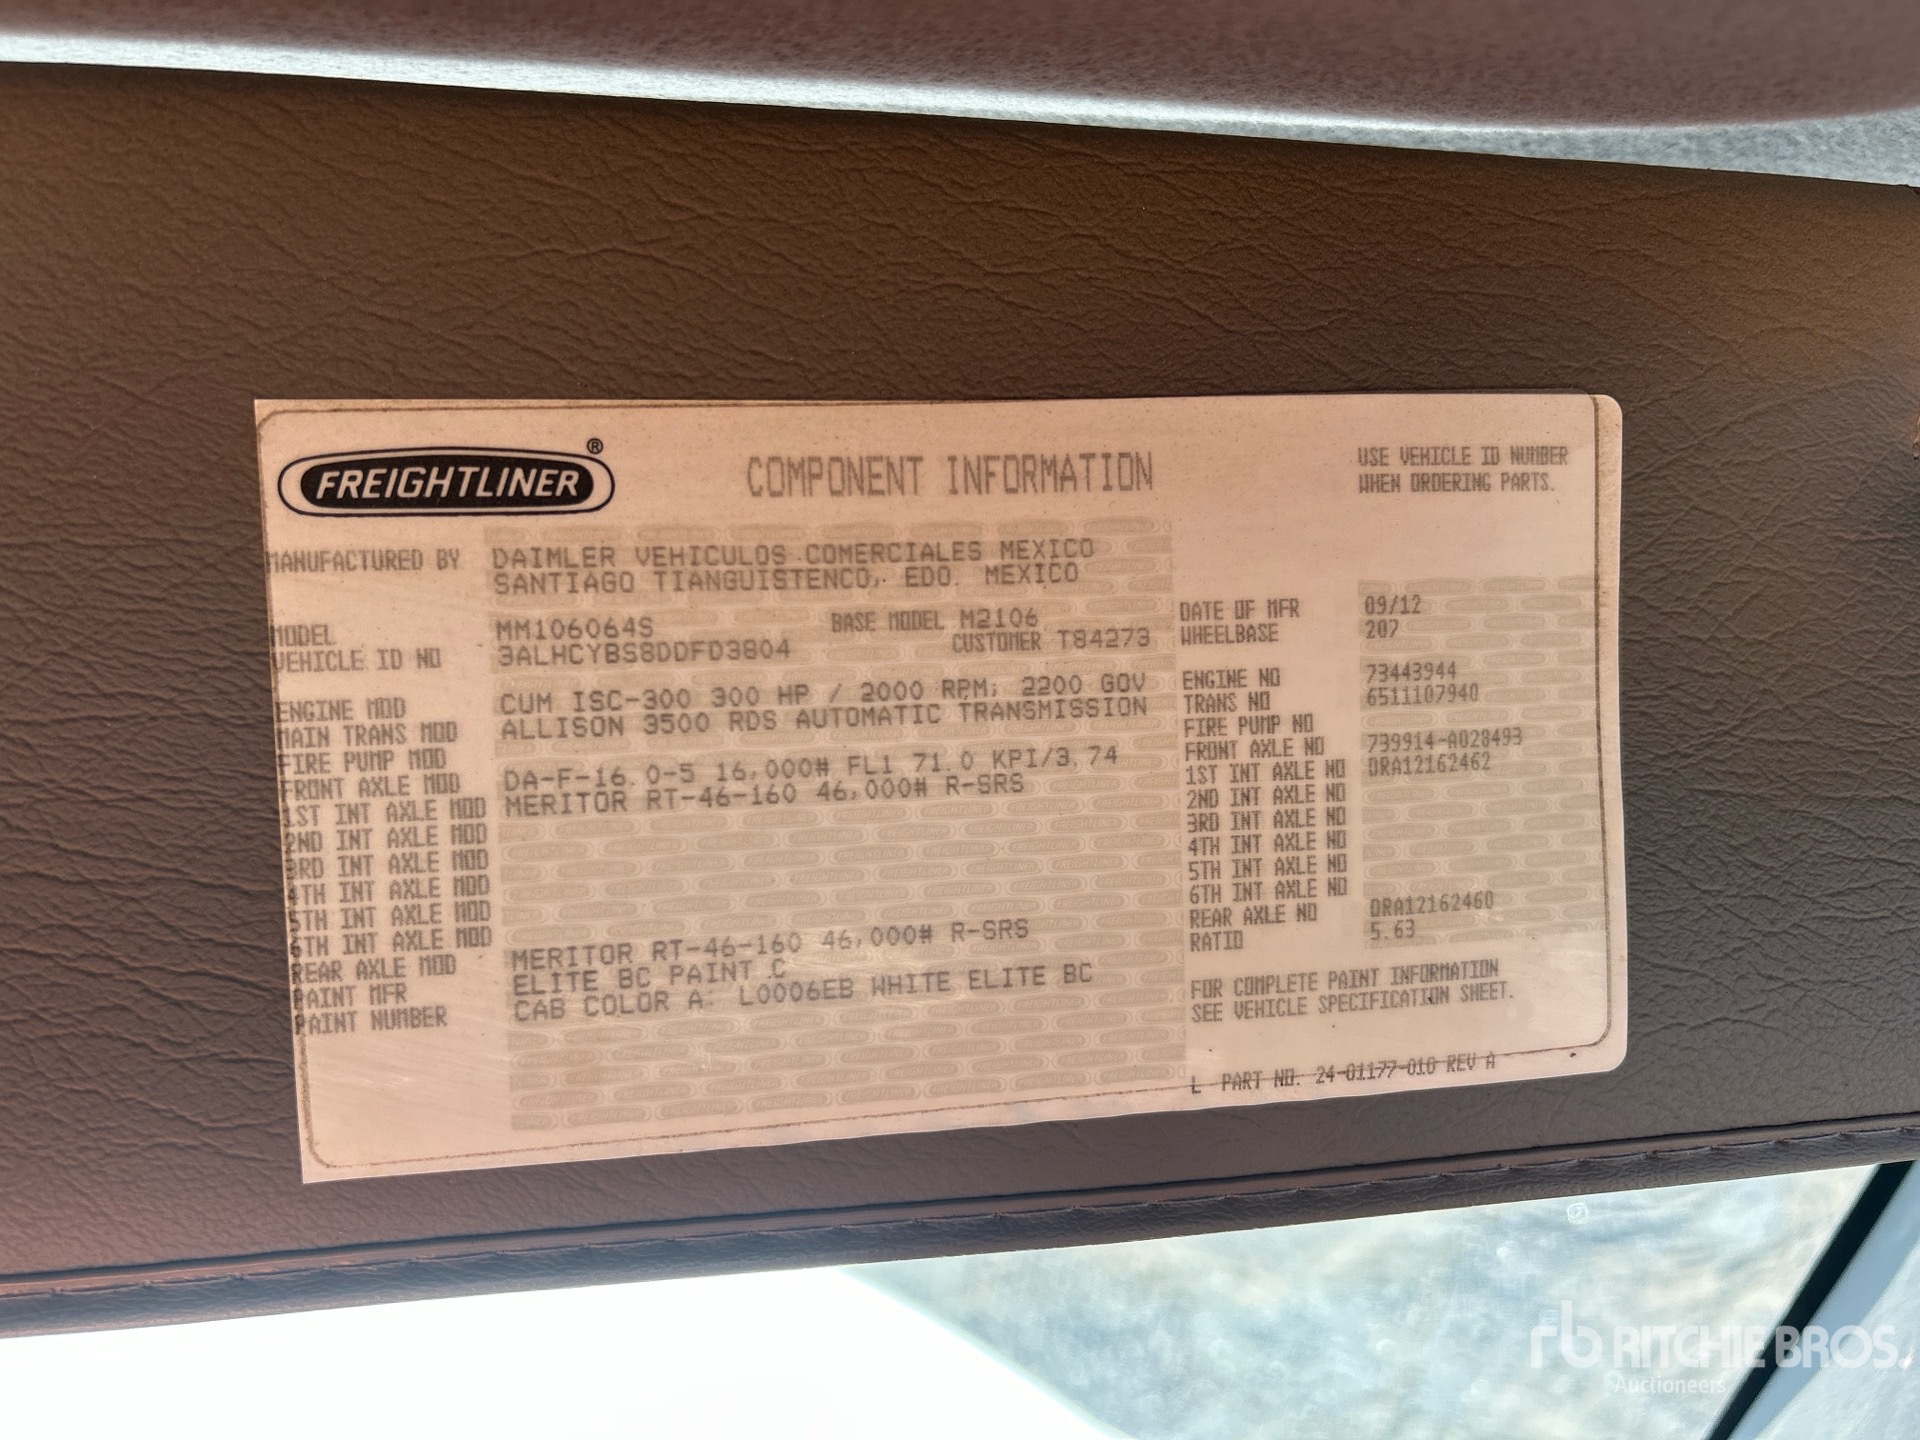 FREIGHTLINER ®
COMPONENT INFORMATION
USE VEHICLE ID NUMBER
WHEN ORDERING PARTS.
MANUFACTURED BY DAIMLER VEHICULOS COMERCIALES MEXICO
SANTIAGO TIANGUISTENCO, EDO. MEXICO
MODEL MM106064S BASE MODEL M2106
VEHICLE ID NO 3ALHCYBS8DDFD3804 CUSTOMER T84273
ENGINE MOD CUM ISC-300 300 HP / 2000 RPM; 2200 GOV
MAIN TRANS MOD ALLISON 3500 RDS AUTOMATIC TRANSMISSION
FIRE PUMP MOD
FRONT AXLE MOD DA-F-16.0-5 16,000# FL1 71.0 KPI/3.74
1ST INT AXLE MOD MERITOR RT-46-160 46,000# R-SRS
2ND INT AXLE MOD
3RD INT AXLE MOD
4TH INT AXLE MOD
5TH INT AXLE MOD
6TH INT AXLE MOD
REAR AXLE MOD MERITOR RT-46-160 46,000# R-SRS
PAINT MFR ELITE BC PAINT C
PAINT NUMBER CAB COLOR A: L0006EB WHITE ELITE BC
DATE OF MFR 09/12
WHEELBASE 207
ENGINE NO 73443944
TRANS NO 6511107940
FIRE PUMP NO
FRONT AXLE NO 739914-A028493
1ST INT AXLE NO ORA12162462
2ND INT AXLE NO
3RD INT AXLE NO
4TH INT AXLE NO
5TH INT AXLE NO
6TH INT AXLE NO
REAR AXLE NO ORA12162460
RATIO 5.63
FOR COMPLETE PAINT INFORMATION
SEE VEHICLE SPECIFICATION SHEET.
L PART NO. 24-01177-010 REV A
rb RITCHIE BROS.
Auctioneers